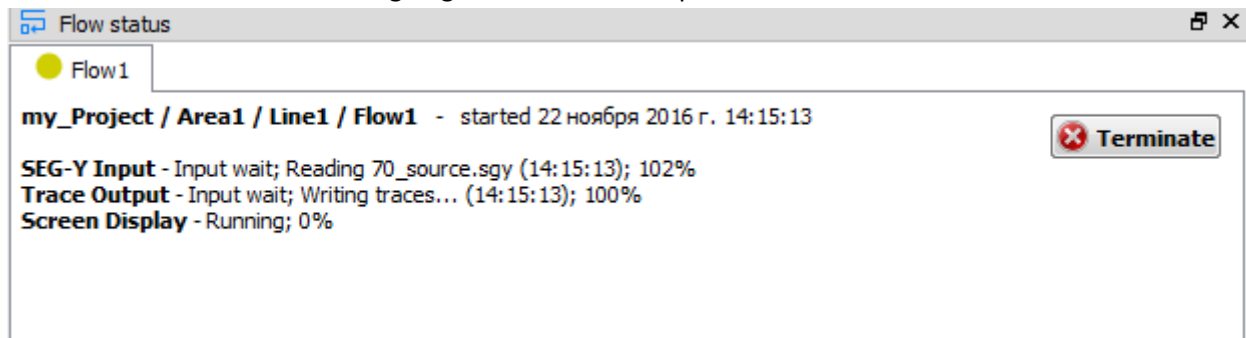 Flow status
Flow1
my_Project / Area1 / Line1 / Flow1 - started 22 ноября 2016 г. 14:15:13
Terminate
SEG-Y Input - Input wait; Reading 70_source.sgy (14:15:13); 102%
Trace Output - Input wait; Writing traces... (14:15:13); 100%
Screen Display - Running; 0%